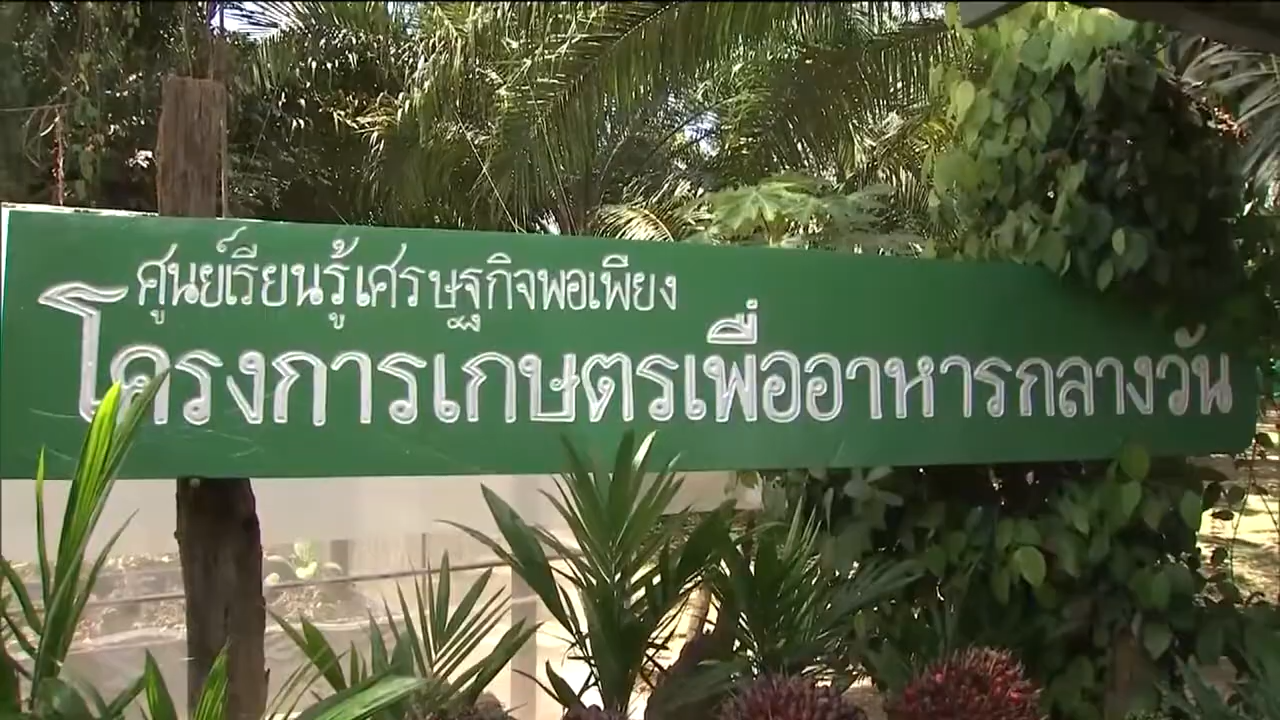 ศูนย์เรียนรู้เศรษฐกิจพอเพียง
โครงการเกษตรเพื่ออาหารกลางวัน